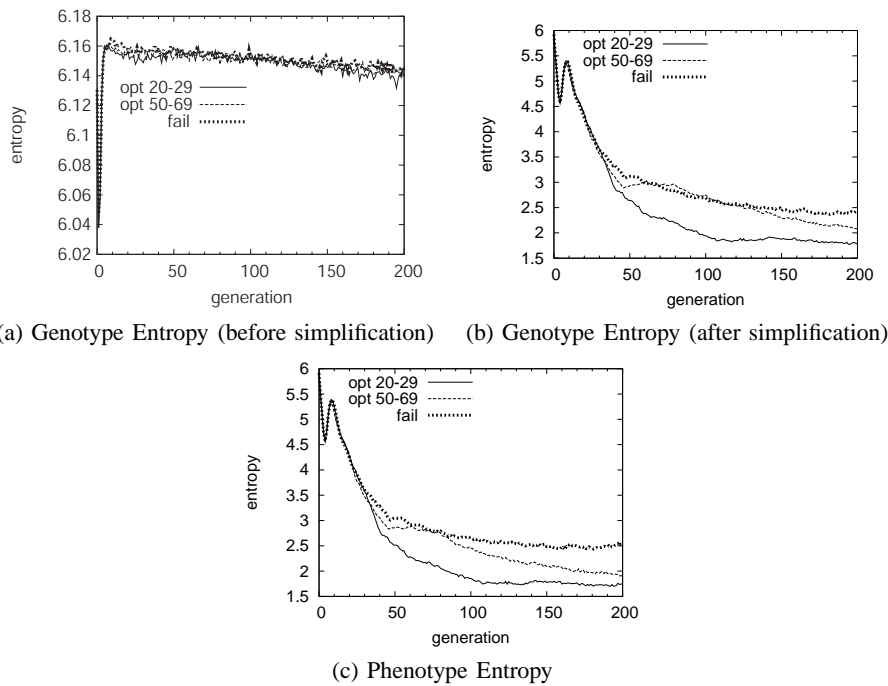 6.18
6.16
6.14
6.12
6.1
6.08
6.06
6.04
6.02
entropy
opt 20-29
opt 50-69
fail
0 50 100 150 200
generation
6
5.5
5
4.5
4
3.5
3
2.5
2
1.5
entropy
opt 20-29
opt 50-69
fail
0 50 100 150 200
generation
(a) Genotype Entropy (before simplification)
(b) Genotype Entropy (after simplification)
6
5.5
5
4.5
4
3.5
3
2.5
2
1.5
entropy
opt 20-29
opt 50-69
fail
0 50 100 150 200
generation
(c) Phenotype Entropy